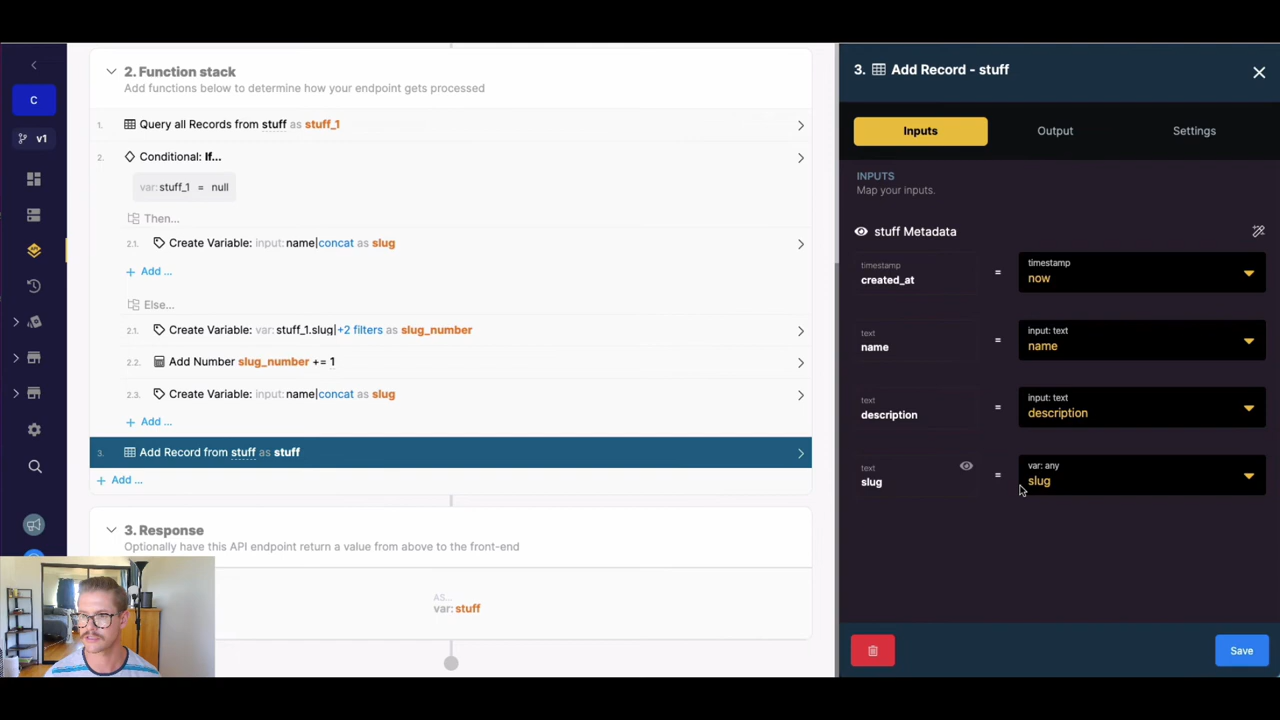 C
v1
2. Function stack
Add functions below to determine how your endpoint gets processed
1. Query all Records from stuff as stuff_1
2. Conditional: If...
var: stuff_1 = null
Then...
2.1. Create Variable: input: name|concat as slug
+ Add ...
Else...
2.1. Create Variable: var: stuff_1.slug|+2 filters as slug_number
2.2. Add Number slug_number += 1
2.3. Create Variable: input: name|concat as slug
+ Add ...
3. Add Record from stuff as stuff
+ Add ...
3. Response
Optionally have this API endpoint return a value from above to the front-end
AS...
var: stuff
3. Add Record - stuff
Inputs Output Settings
INPUTS
Map your inputs.
stuff Metadata
timestamp
created_at
=
timestamp
now
text
name
=
input: text
name
text
description
=
input: text
description
text
slug
=
var: any
slug
Save